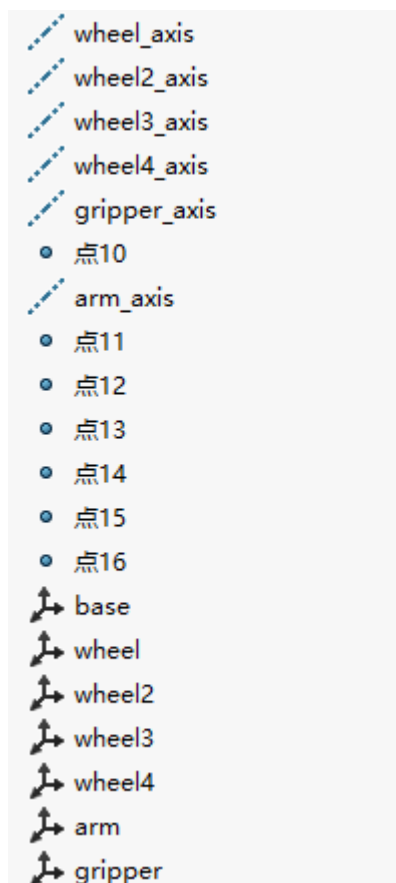 wheel_axis
wheel2_axis
wheel3_axis
wheel4_axis
gripper_axis
点10
arm_axis
点11
点12
点13
点14
点15
点16
base
wheel
wheel2
wheel3
wheel4
arm
gripper